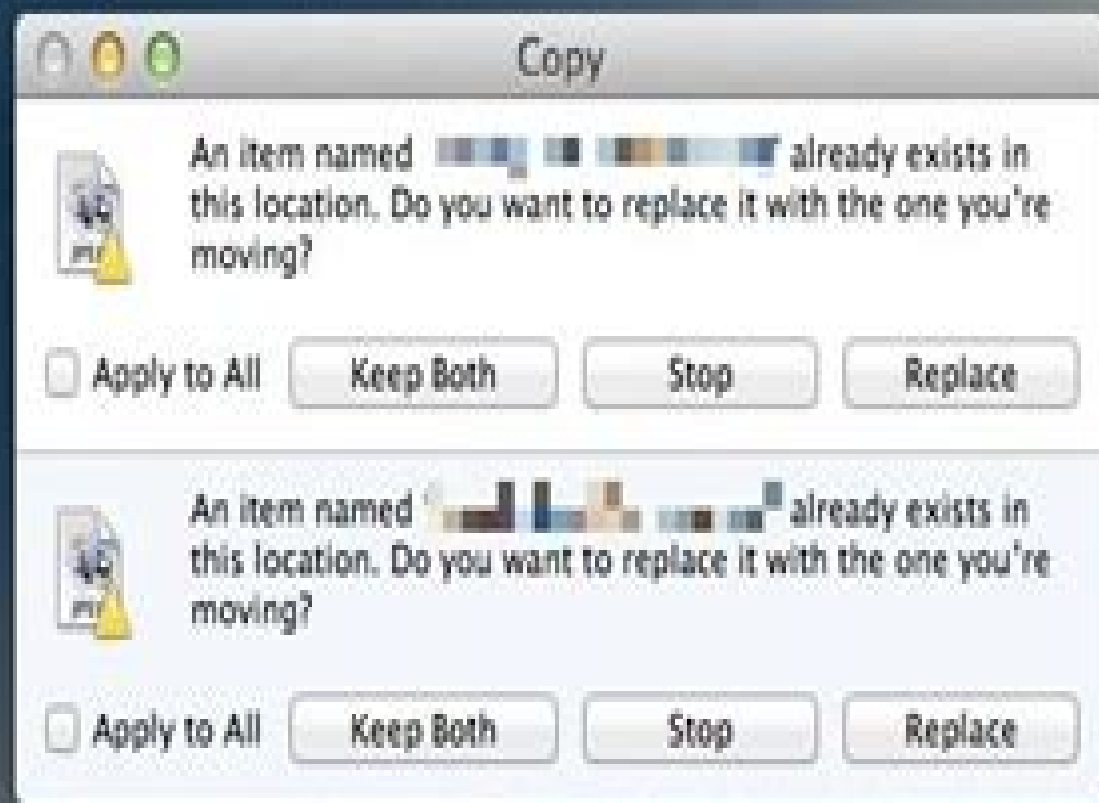 Copy
An item named already exists in
this location. Do you want to replace it with the one you're
moving?
Apply to All Keep Both Stop Replace
An item named already exists in
this location. Do you want to replace it with the one you're
moving?
Apply to All Keep Both Stop Replace